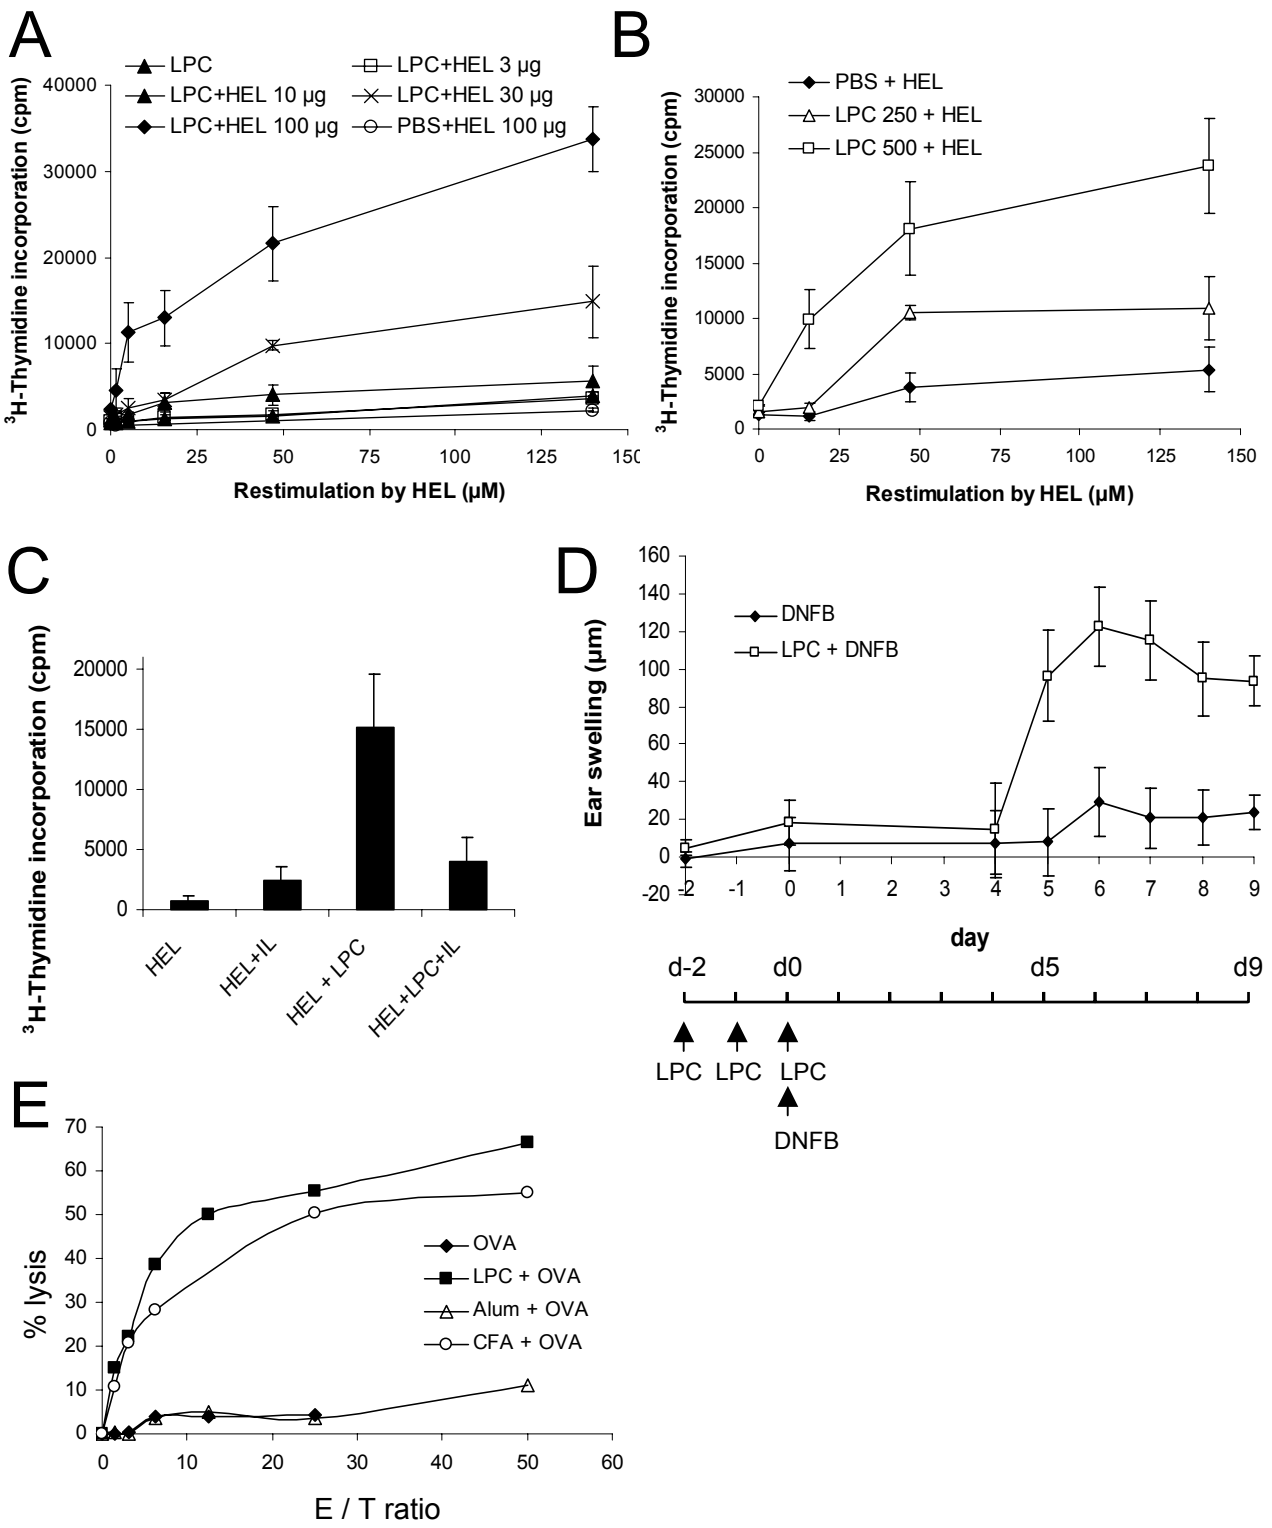 A
LPC
LPC+HEL 3 µg
LPC+HEL 10 µg
LPC+HEL 30 µg
LPC+HEL 100 µg
PBS+HEL 100 µg
³H-Thymidine incorporation (cpm)
40000
30000
20000
10000
0
0 25 50 75 100 125 150
Restimulation by HEL (µM)
B
PBS + HEL
LPC 250 + HEL
LPC 500 + HEL
³H-Thymidine incorporation (cpm)
30000
25000
20000
15000
10000
5000
0
0 25 50 75 100 125 150
Restimulation by HEL (µM)
C
³H-Thymidine incorporation (cpm)
20000
15000
10000
5000
0
HEL
HEL+IL
HEL + LPC
HEL+LPC+IL
D
DNFB
LPC + DNFB
Ear swelling (µm)
160
140
120
100
80
60
40
20
0
-20
-2 -1 0 1 2 3 4 5 6 7 8 9
day
d-2 d0 d5 d9
LPC LPC LPC
DNFB
E
% lysis
70
60
50
40
30
20
10
0
OVA
LPC + OVA
Alum + OVA
CFA + OVA
0 10 20 30 40 50 60
E / T ratio